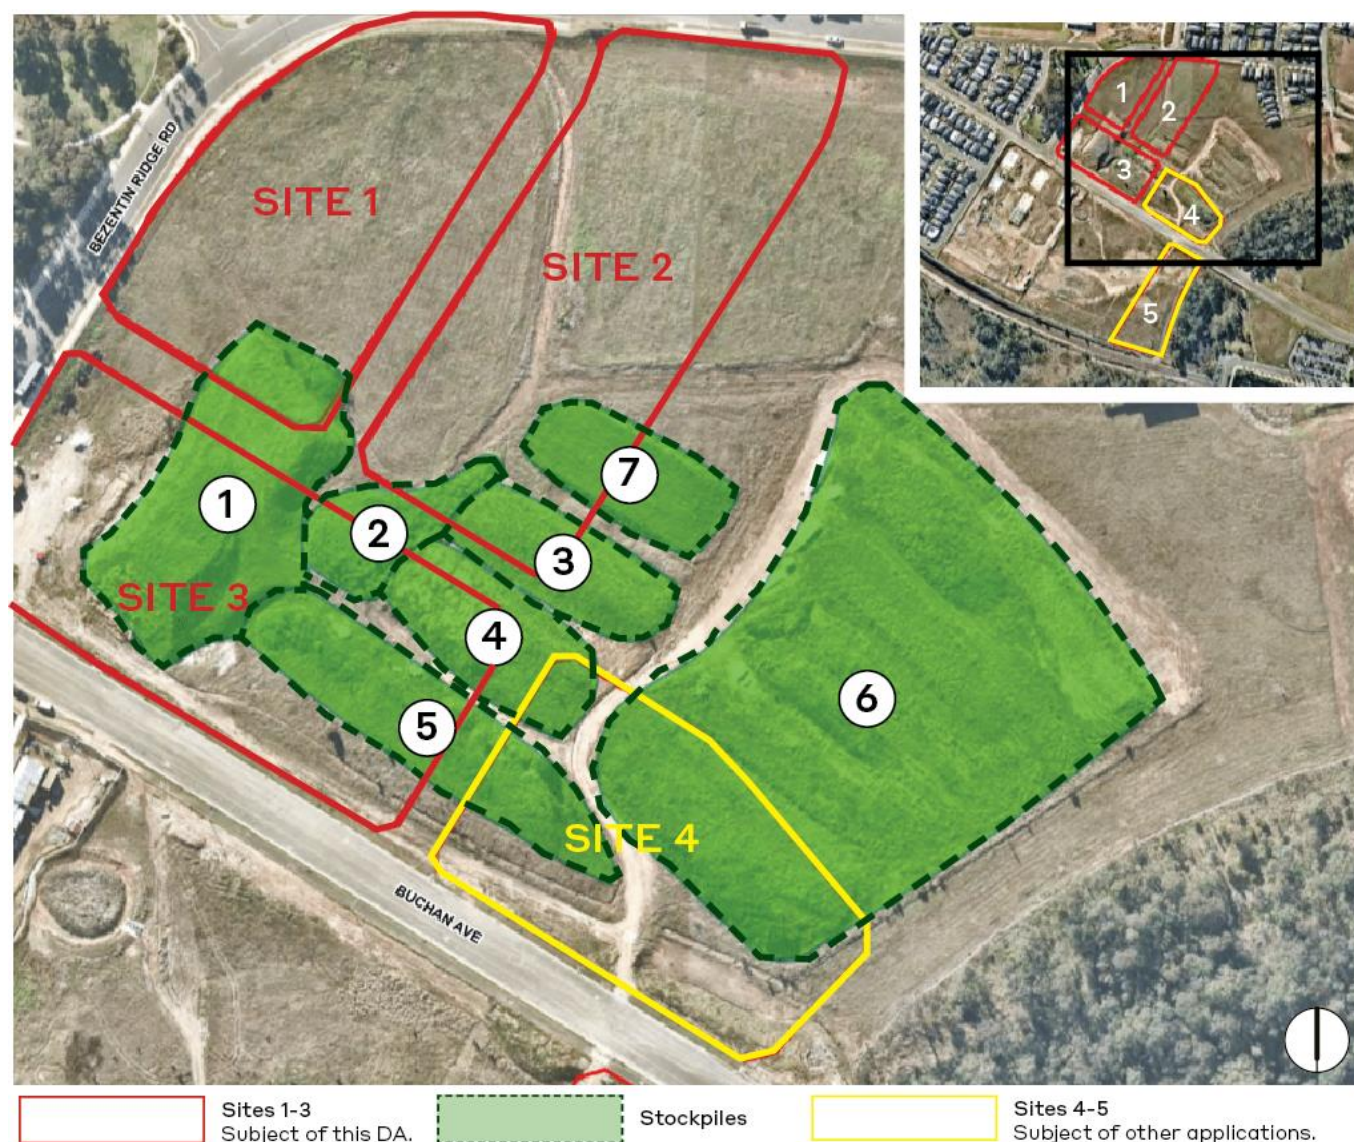 BEZENTIN RIDGE RD
SITE 1
SITE 2
1
2
3
4
5
7
1
2
3
4
5
6
SITE 3
SITE 4
BUCHAN AVE
Sites 1-3
Subject of this DA.
Stockpiles
Sites 4-5
Subject of other applications.